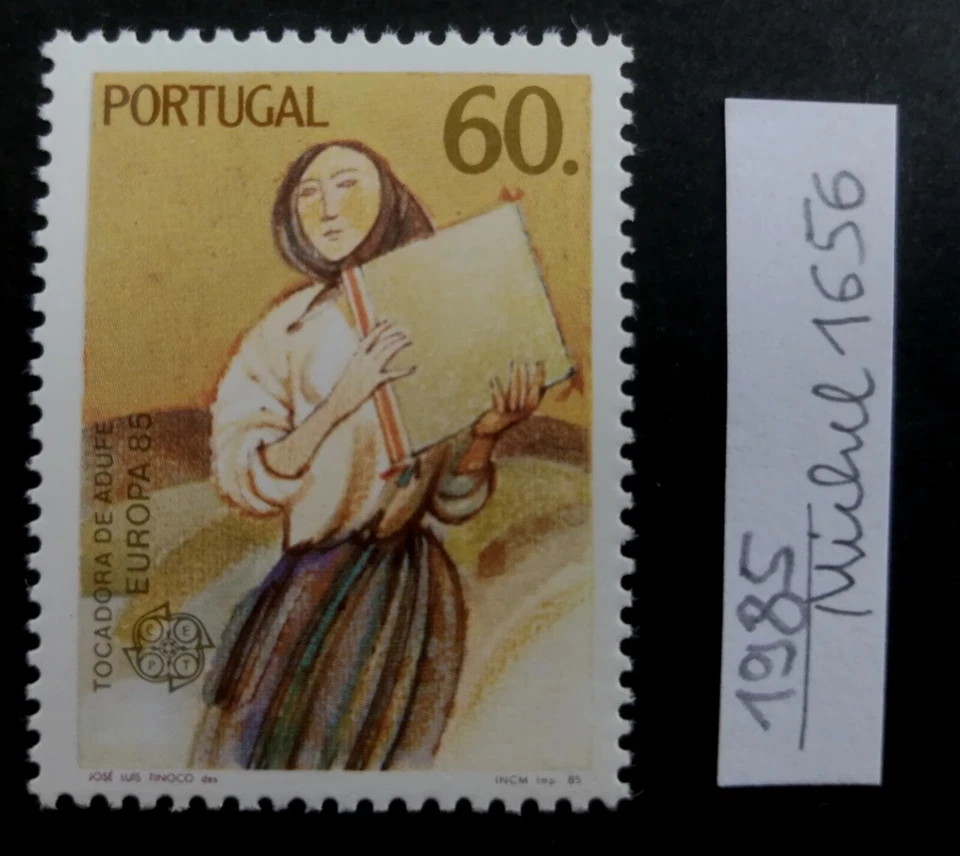 PORTUGAL
60.
TOCADORA DE ADUFE
EUROPA 85
C E
P T
JOSÉ LUIS TINOCO des
INCM Imp. 85
1985
Michel 1656